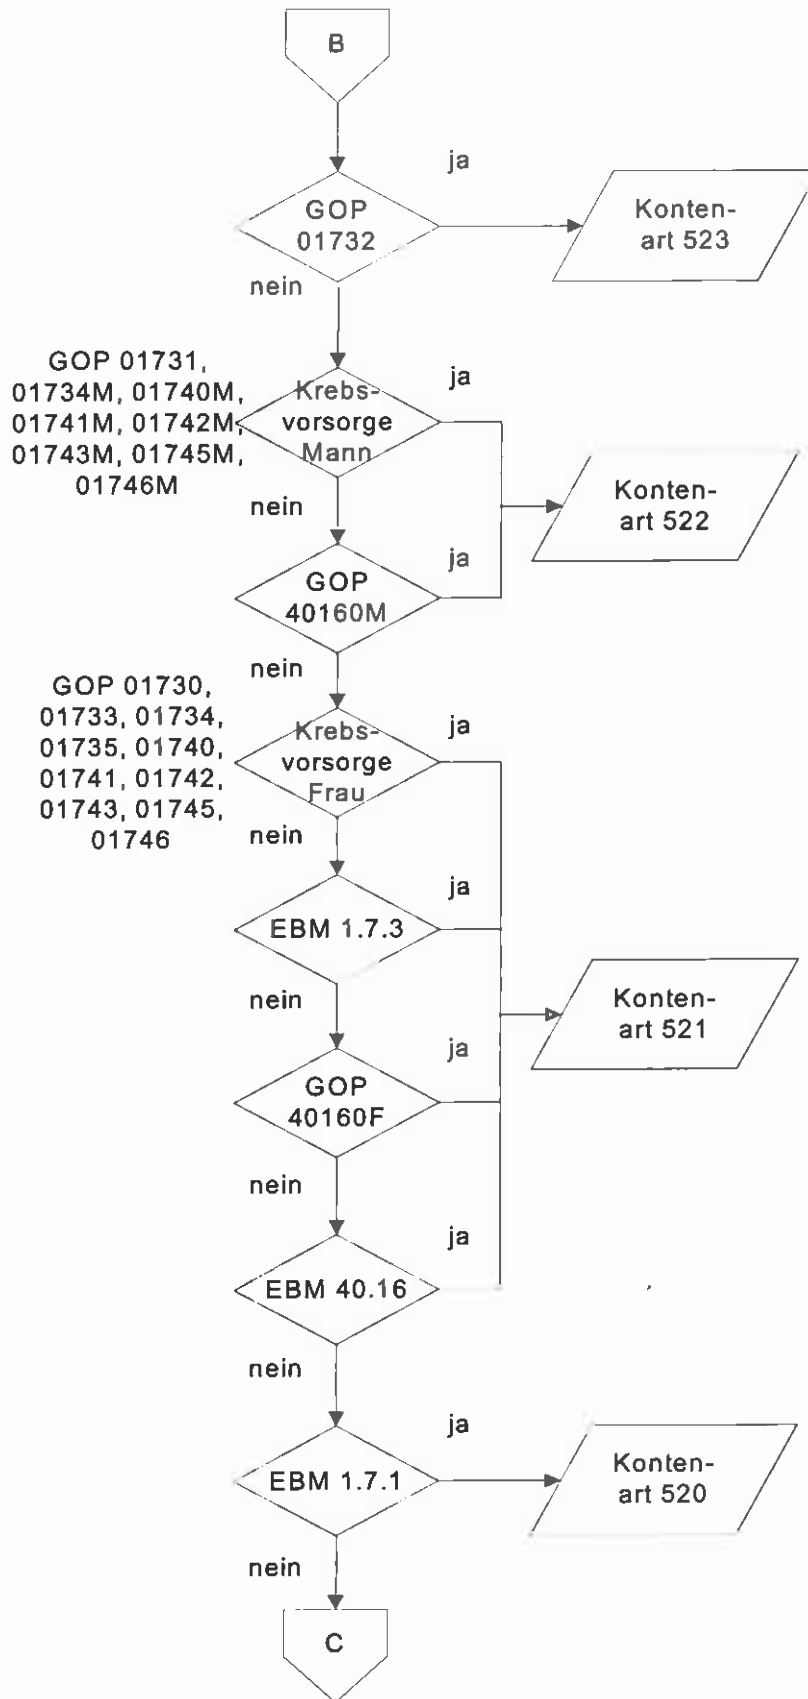 B
ja
GOP
01732
Konten-
art 523
nein
GOP 01731,
01734M, 01740M,
01741M, 01742M,
01743M, 01745M,
01746M
Krebs-
vorsorge
Mann
ja
nein
Konten-
art 522
GOP
40160M
ja
nein
GOP 01730,
01733, 01734,
01735, 01740,
01741, 01742,
01743, 01745,
01746
Krebs-
vorsorge
Frau
ja
nein
EBM 1.7.3
ja
nein
Konten-
art 521
GOP
40160F
ja
nein
EBM 40.16
ja
nein
EBM 1.7.1
ja
Konten-
art 520
nein
C